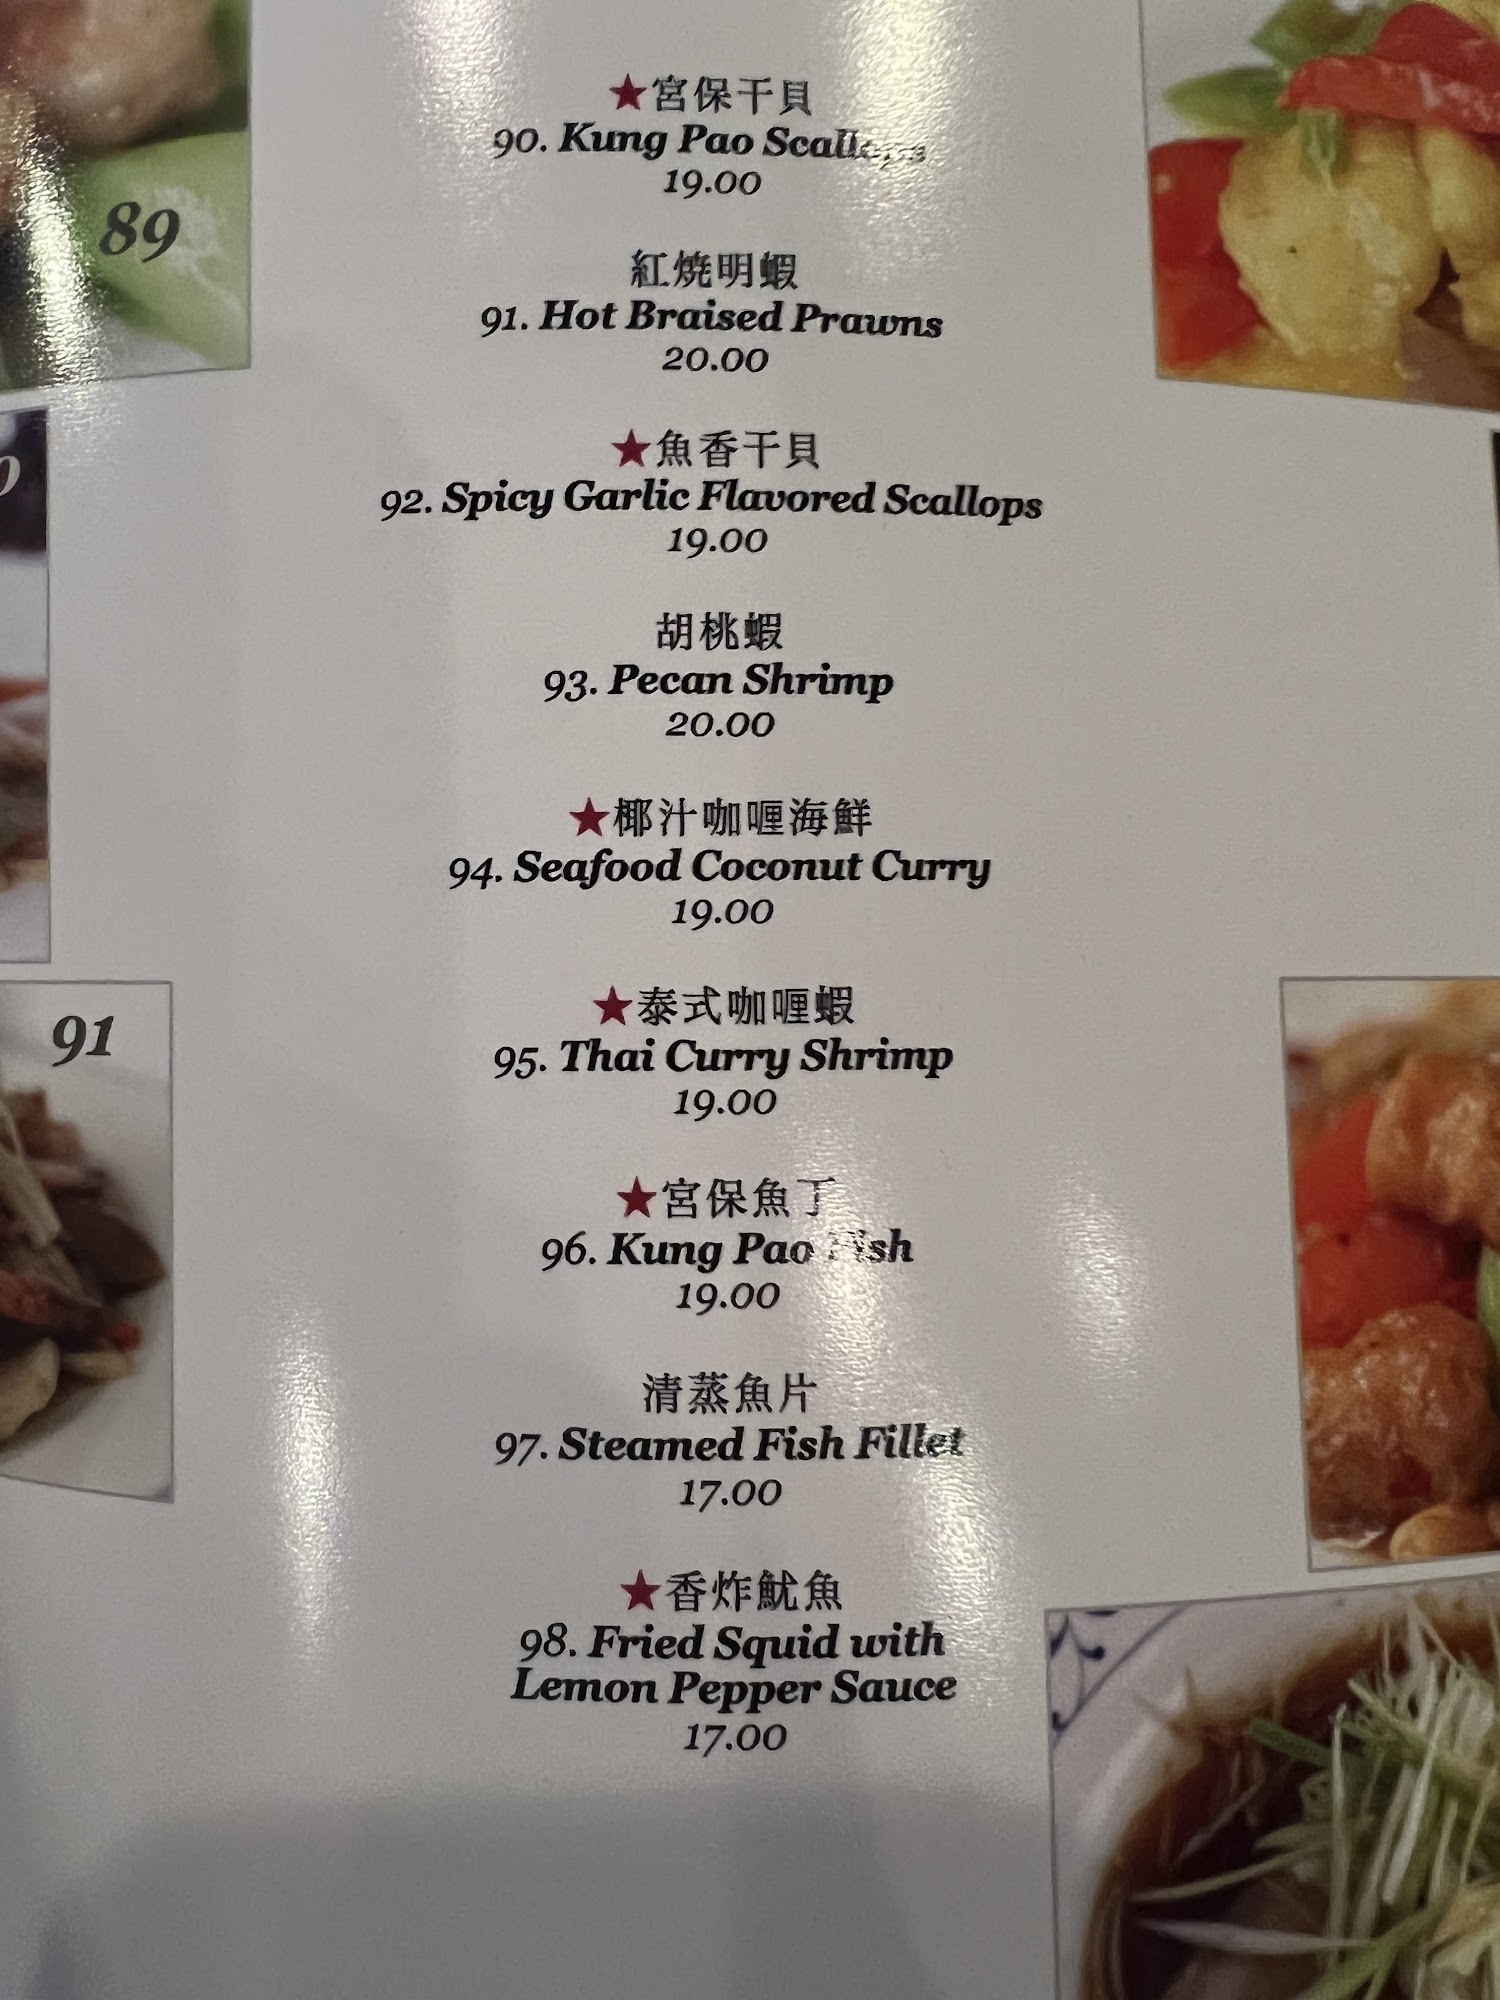 89
★宮保干貝
90. Kung Pao Scallops
19.00
紅燒明蝦
91. Hot Braised Prawns
20.00
★魚香干貝
92. Spicy Garlic Flavored Scallops
19.00
胡桃蝦
93. Pecan Shrimp
20.00
★椰汁咖喱海鮮
94. Seafood Coconut Curry
19.00
★泰式咖喱蝦
95. Thai Curry Shrimp
19.00
91
★宮保魚丁
96. Kung Pao Fish
19.00
清蒸魚片
97. Steamed Fish Fillet
17.00
★香炸魷魚
98. Fried Squid with
Lemon Pepper Sauce
17.00